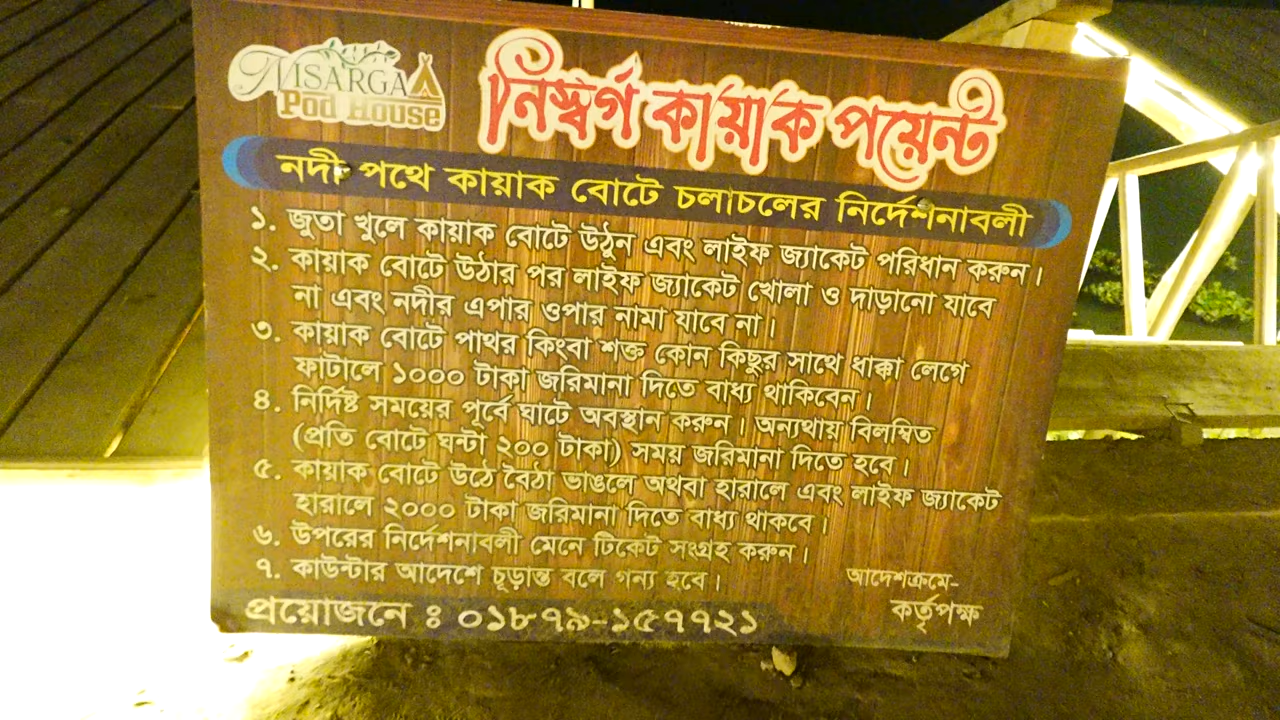 NISARGA
Pod House
নিস্বর্গ কায়াক পয়েন্ট
নদী পথে কায়াক বোটে চলাচলের নির্দেশনাবলী
১. জুতা খুলে কায়াক বোটে উঠুন এবং লাইফ জ্যাকেট পরিধান করুন।
২. কায়াক বোটে উঠার পর লাইফ জ্যাকেট খোলা ও দাড়ানো যাবে
না এবং নদীর এপার ওপার নামা যাবে না।
৩. কায়াক বোটে পাথর কিংবা শক্ত কোন কিছুর সাথে ধাক্কা লেগে
ফাটালে ১০০০ টাকা জরিমানা দিতে বাধ্য থাকিবেন।
৪. নির্দিষ্ট সময়ের পূর্বে ঘাটে অবস্থান করুন। অন্যথায় বিলম্বিত
(প্রতি বোটে ঘন্টা ২০০ টাকা) সময় জরিমানা দিতে হবে।
৫. কায়াক বোটে উঠে বৈঠা ভাঙলে অথবা হারালে এবং লাইফ জ্যাকেট
হারালে ২০০০ টাকা জরিমানা দিতে বাধ্য থাকবে।
৬. উপরের নির্দেশনাবলী মেনে টিকেট সংগ্রহ করুন।
৭. কাউন্টার আদেশে চূড়ান্ত বলে গন্য হবে।
আদেশক্রমে-
কর্তৃপক্ষ
প্রয়োজনে ঃ ০১৮৭৯-১৫৭৭২১